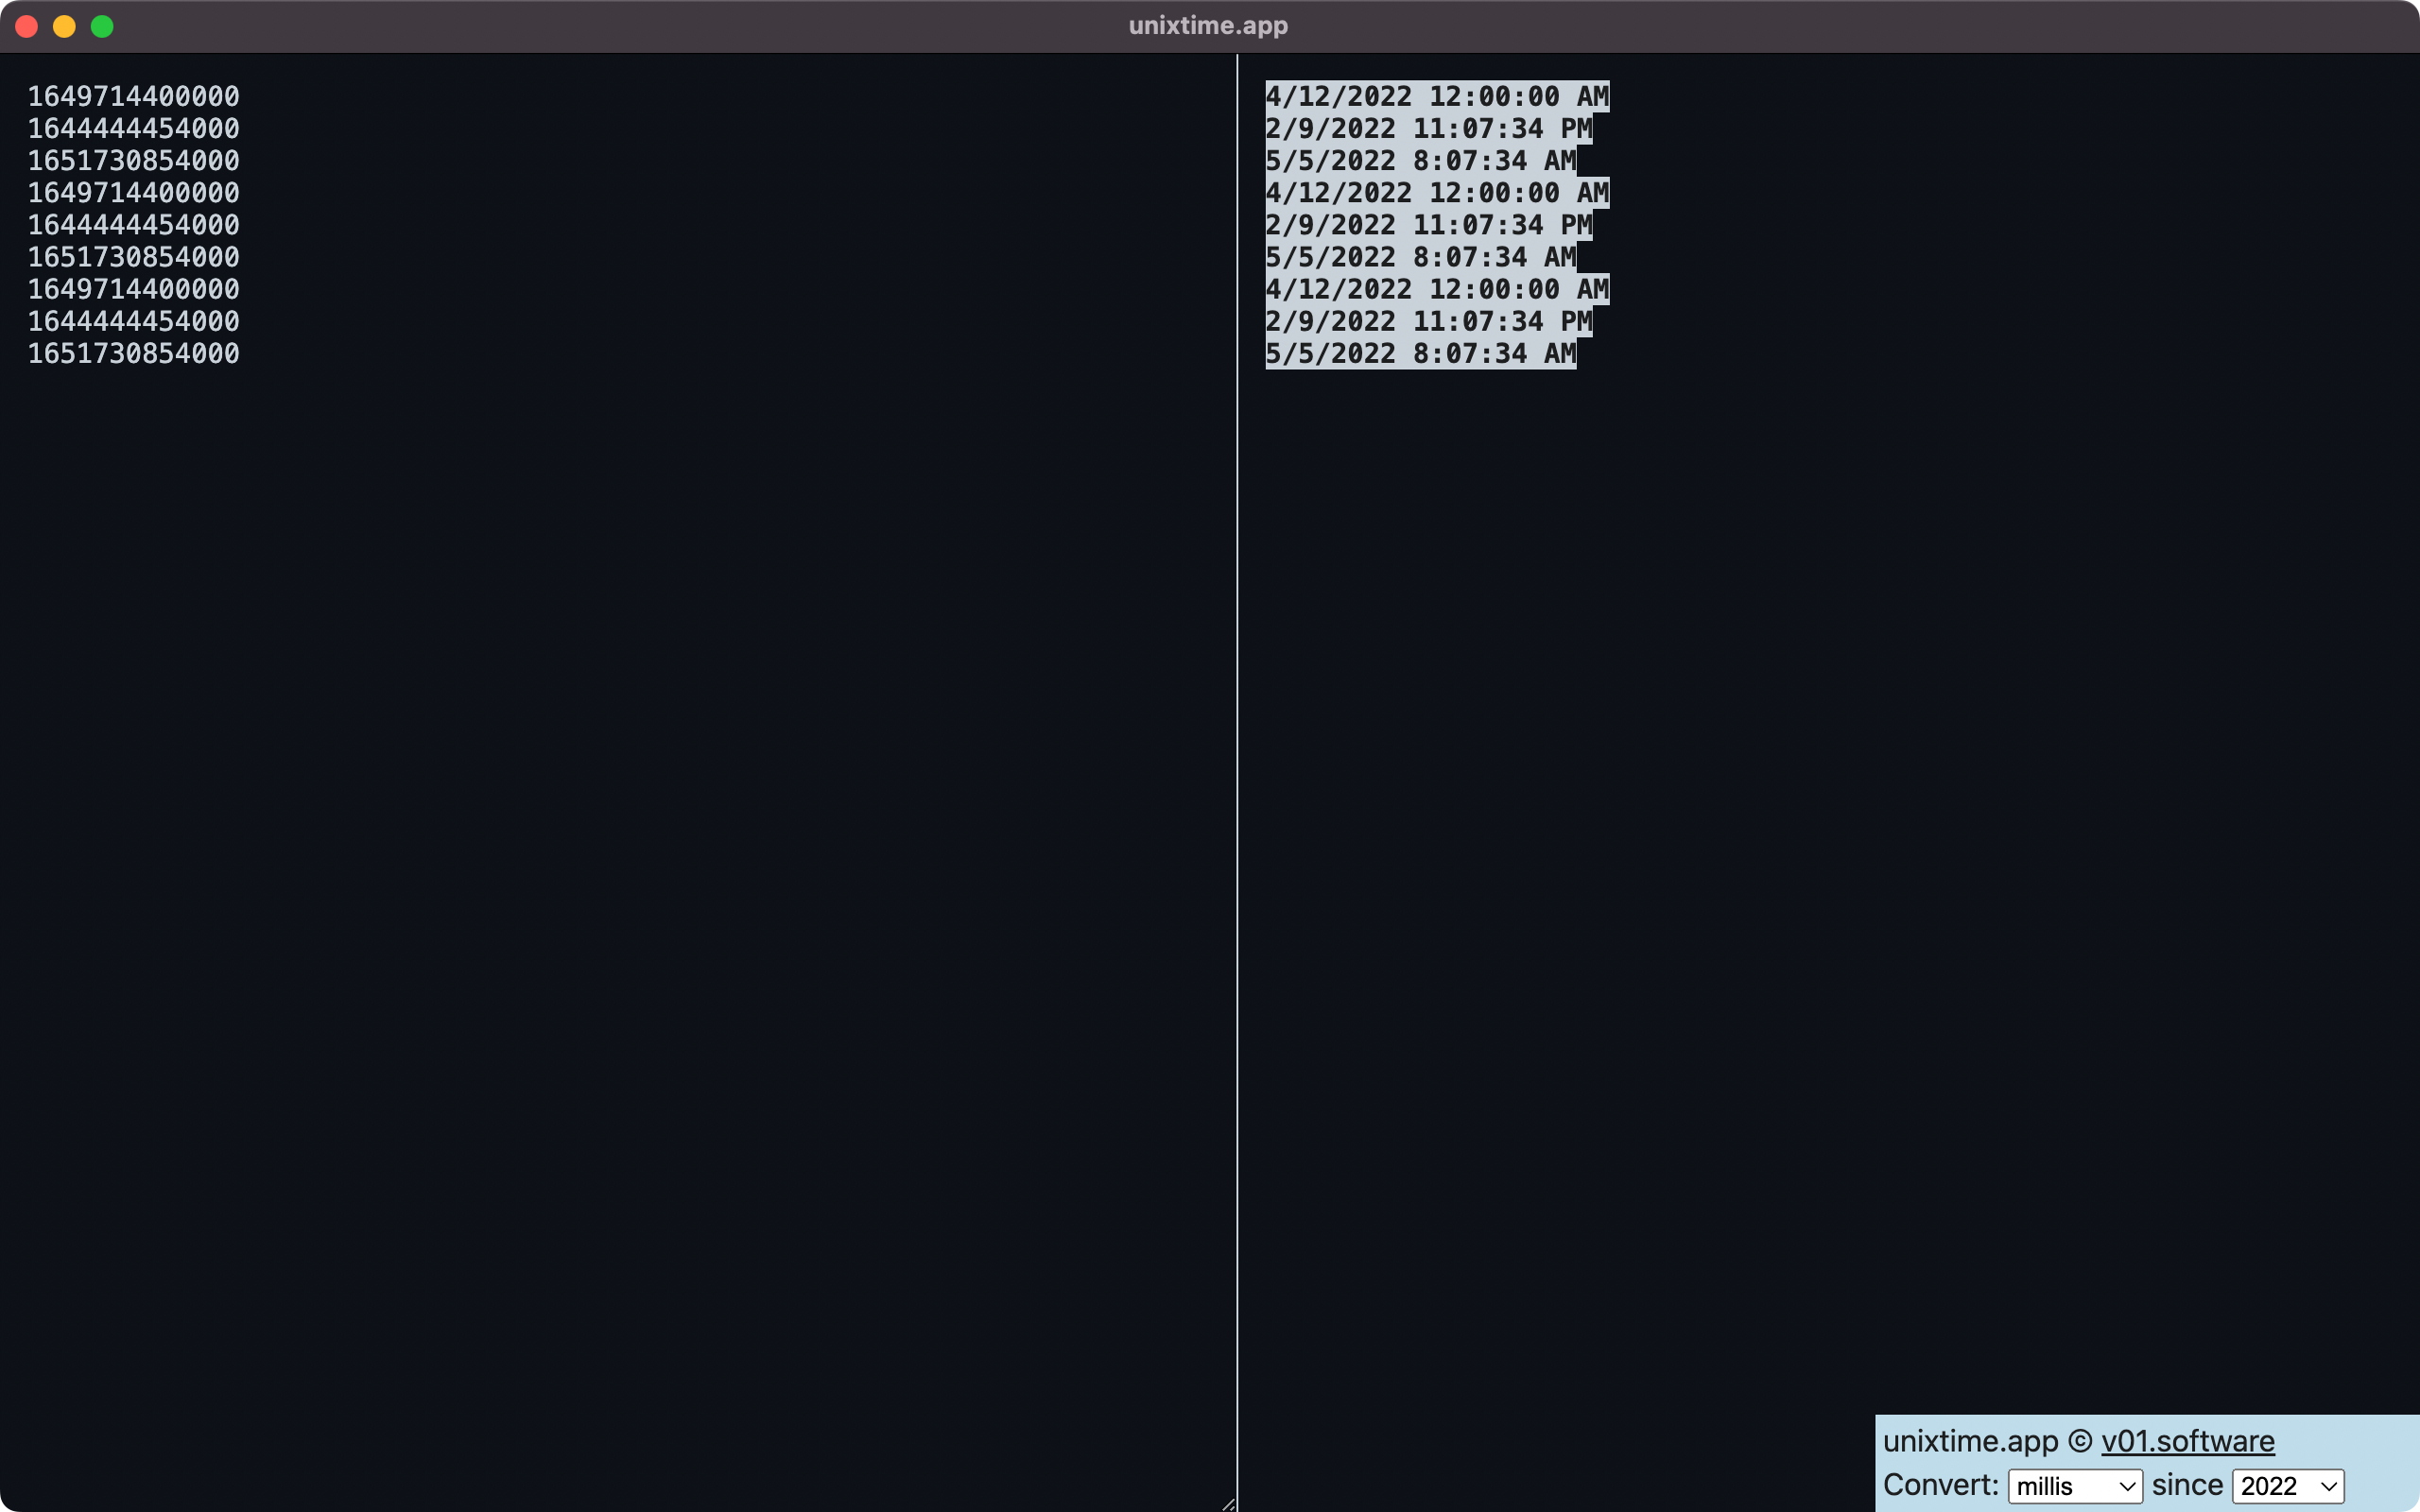 unixtime.app
1649714400000
1644444454000
1651730854000
1649714400000
1644444454000
1651730854000
1649714400000
1644444454000
1651730854000
4/12/2022 12:00:00 AM
2/9/2022 11:07:34 PM
5/5/2022 8:07:34 AM
4/12/2022 12:00:00 AM
2/9/2022 11:07:34 PM
5/5/2022 8:07:34 AM
4/12/2022 12:00:00 AM
2/9/2022 11:07:34 PM
5/5/2022 8:07:34 AM
unixtime.app © v01.software
Convert: millis since 2022